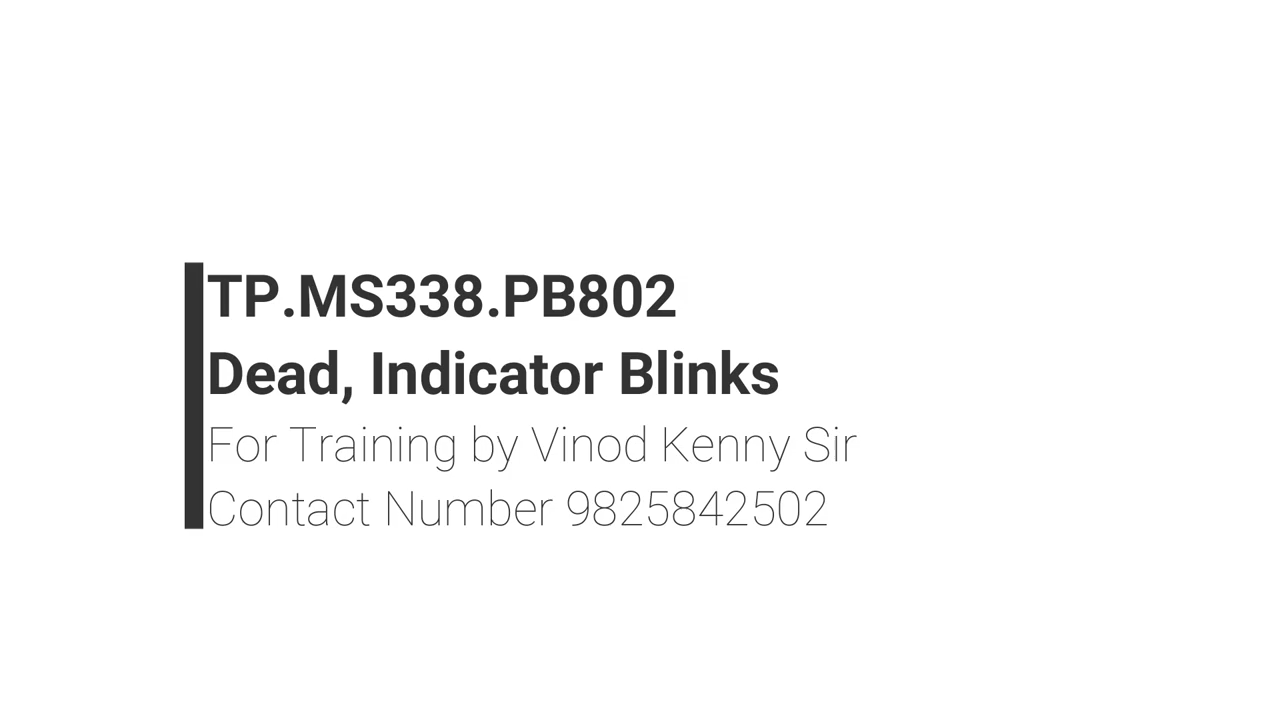 TP.MS338.PB802
Dead, Indicator Blinks
For Training by Vinod Kenny Sir
Contact Number 9825842502